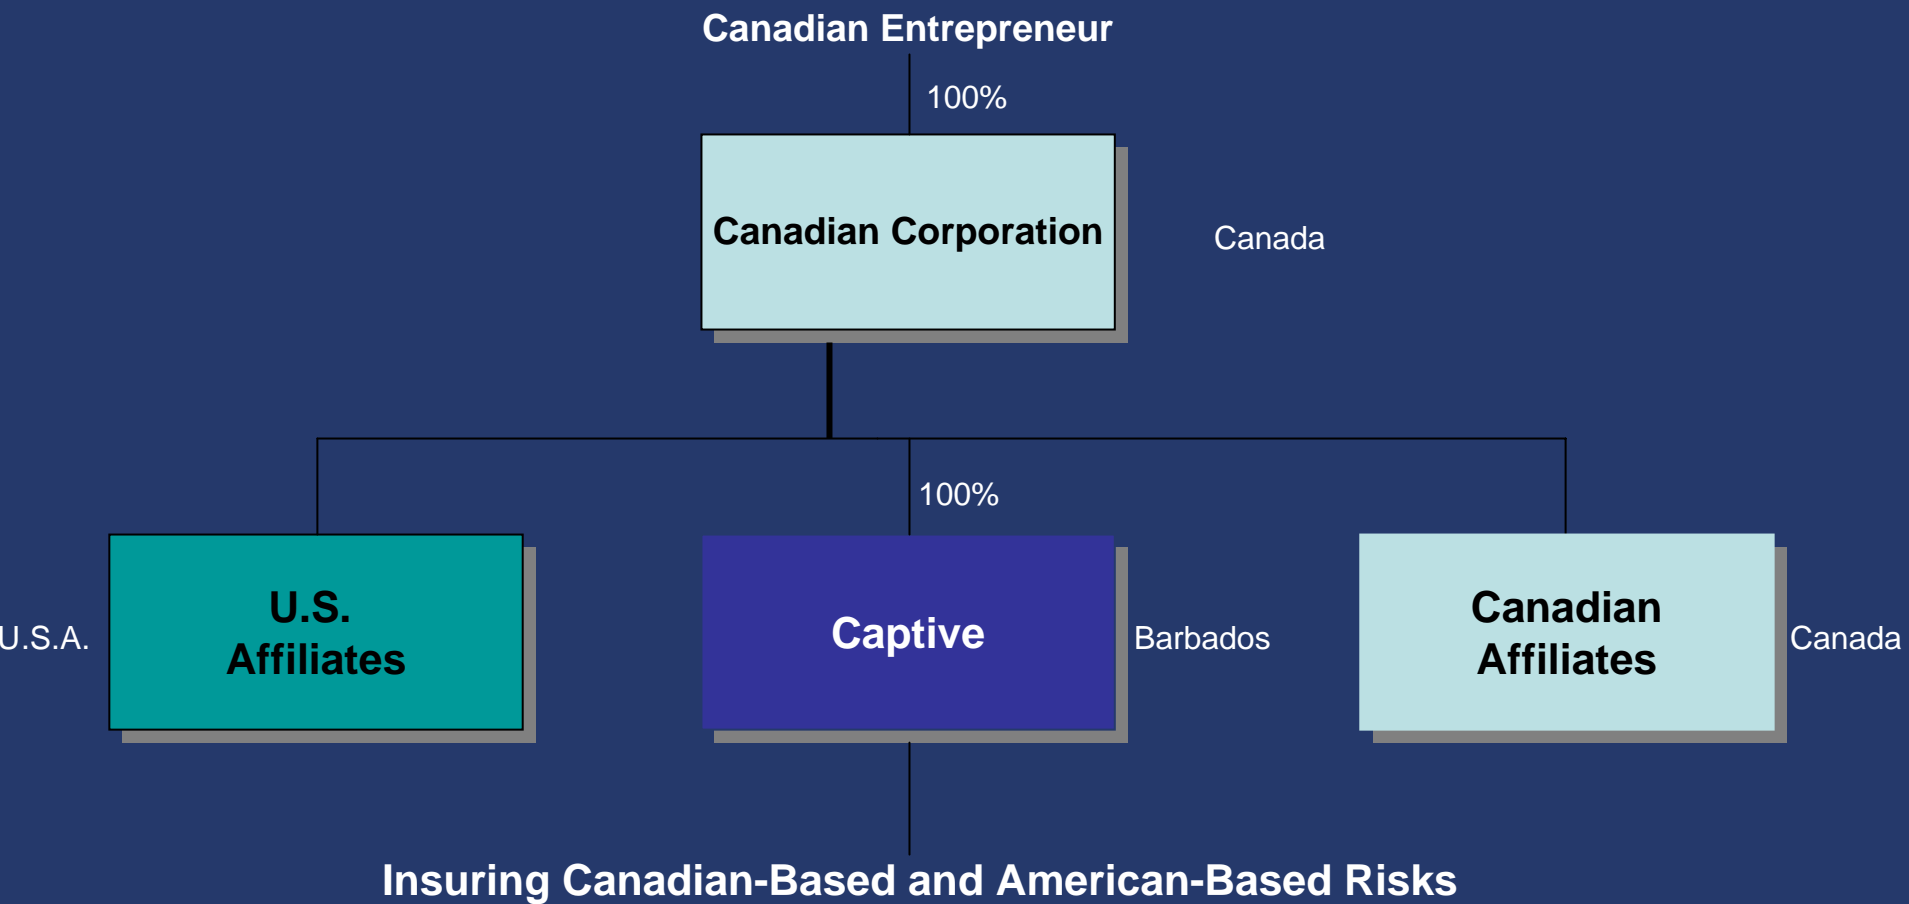 Canadian Entrepreneur
100%
Canadian Corporation
Canada
100%
U.S.A.
U.S.
Affiliates
Captive
Barbados
Canadian
Affiliates
Canada
Insuring Canadian-Based and American-Based Risks